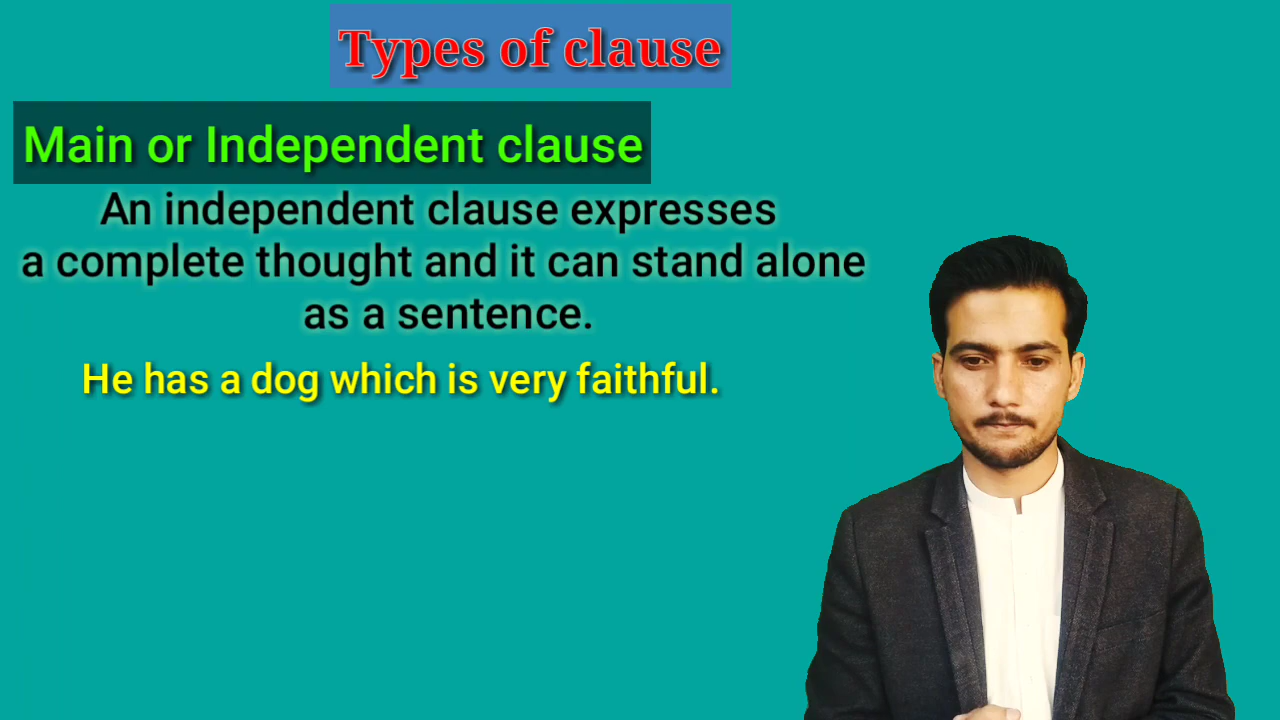 Types of clause
Main or Independent clause
An independent clause expresses
a complete thought and it can stand alone
as a sentence.
He has a dog which is very faithful.